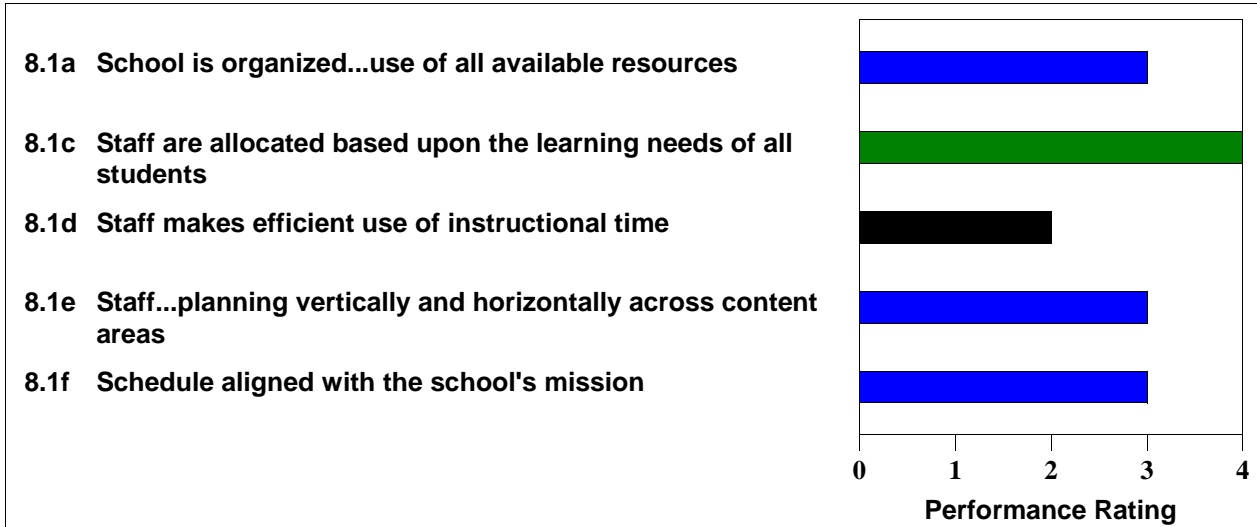 8.1a School is organized...use of all available resources
8.1c Staff are allocated based upon the learning needs of all
students
8.1d Staff makes efficient use of instructional time
8.1e Staff...planning vertically and horizontally across content
areas
8.1f Schedule aligned with the school's mission
0 1 2 3 4
Performance Rating